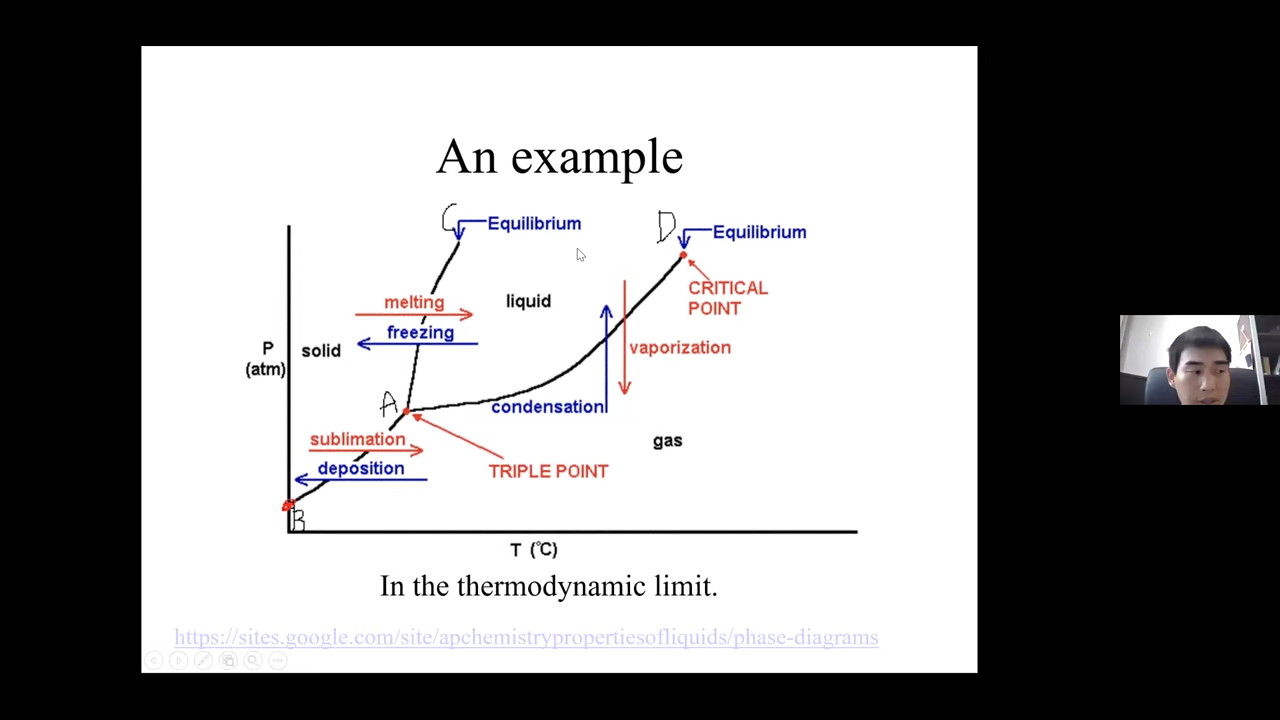 An example
C
Equilibrium
D
Equilibrium
CRITICAL
POINT
melting
liquid
freezing
P
(atm)
solid
vaporization
A
condensation
sublimation
gas
deposition
TRIPLE POINT
B
T (°C)
In the thermodynamic limit.
https://sites.google.com/site/apchemistrypropertiesofliquids/phase-diagrams